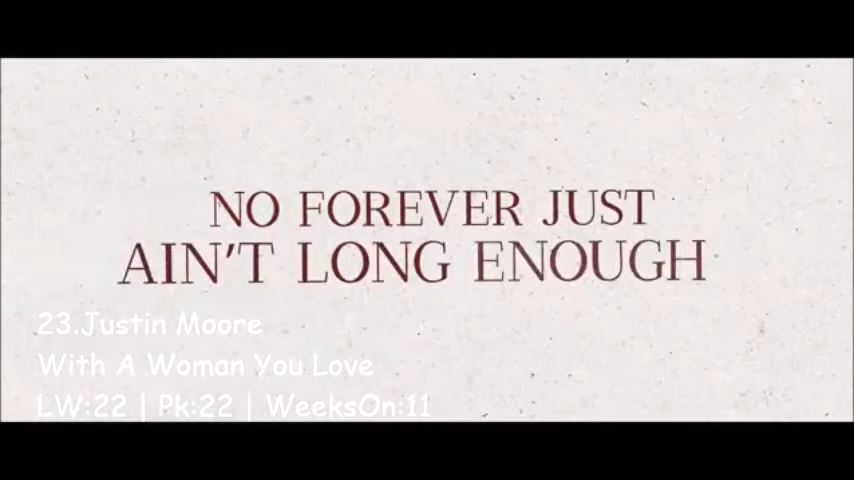 NO FOREVER JUST
AIN'T LONG ENOUGH
23.Justin Moore
With A Woman You Love
LW:22 | Pk:22 | WeeksOn:11